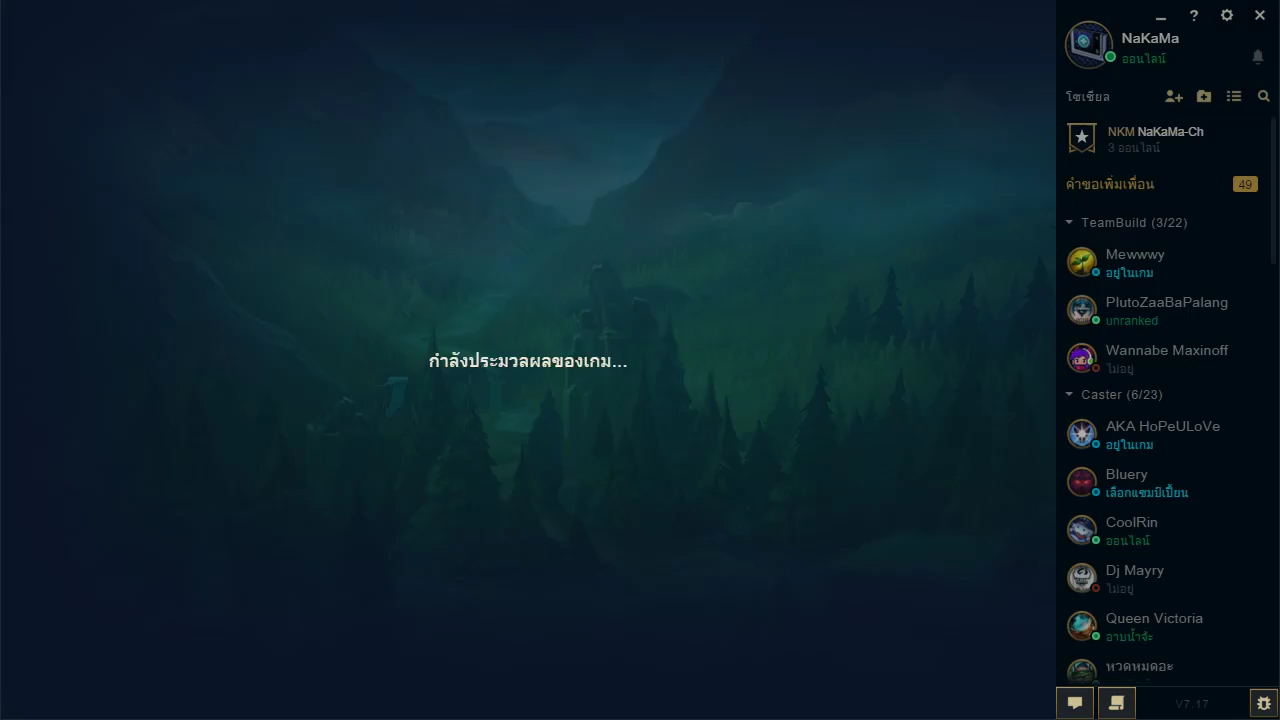 NaKaMa
ออนไลน์
โซเชียล
NKM NaKaMa-Ch
3 ออนไลน์
คำขอเพิ่มเพื่อน 49
TeamBuild (3/22)
Mewwwy
อยู่ในเกม
PlutoZaaBaPalang
unranked
Wannabe Maxinoff
ไม่อยู่
กำลังประมวลผลของเกม...
Caster (6/23)
AKA HoPeULoVe
อยู่ในเกม
Bluery
เลือกแชมป์เปี้ยน
CoolRin
ออนไลน์
Dj Mayry
ไม่อยู่
Queen Victoria
อาบน้ำจ้ะ
หวดหมดอะ
V7.17